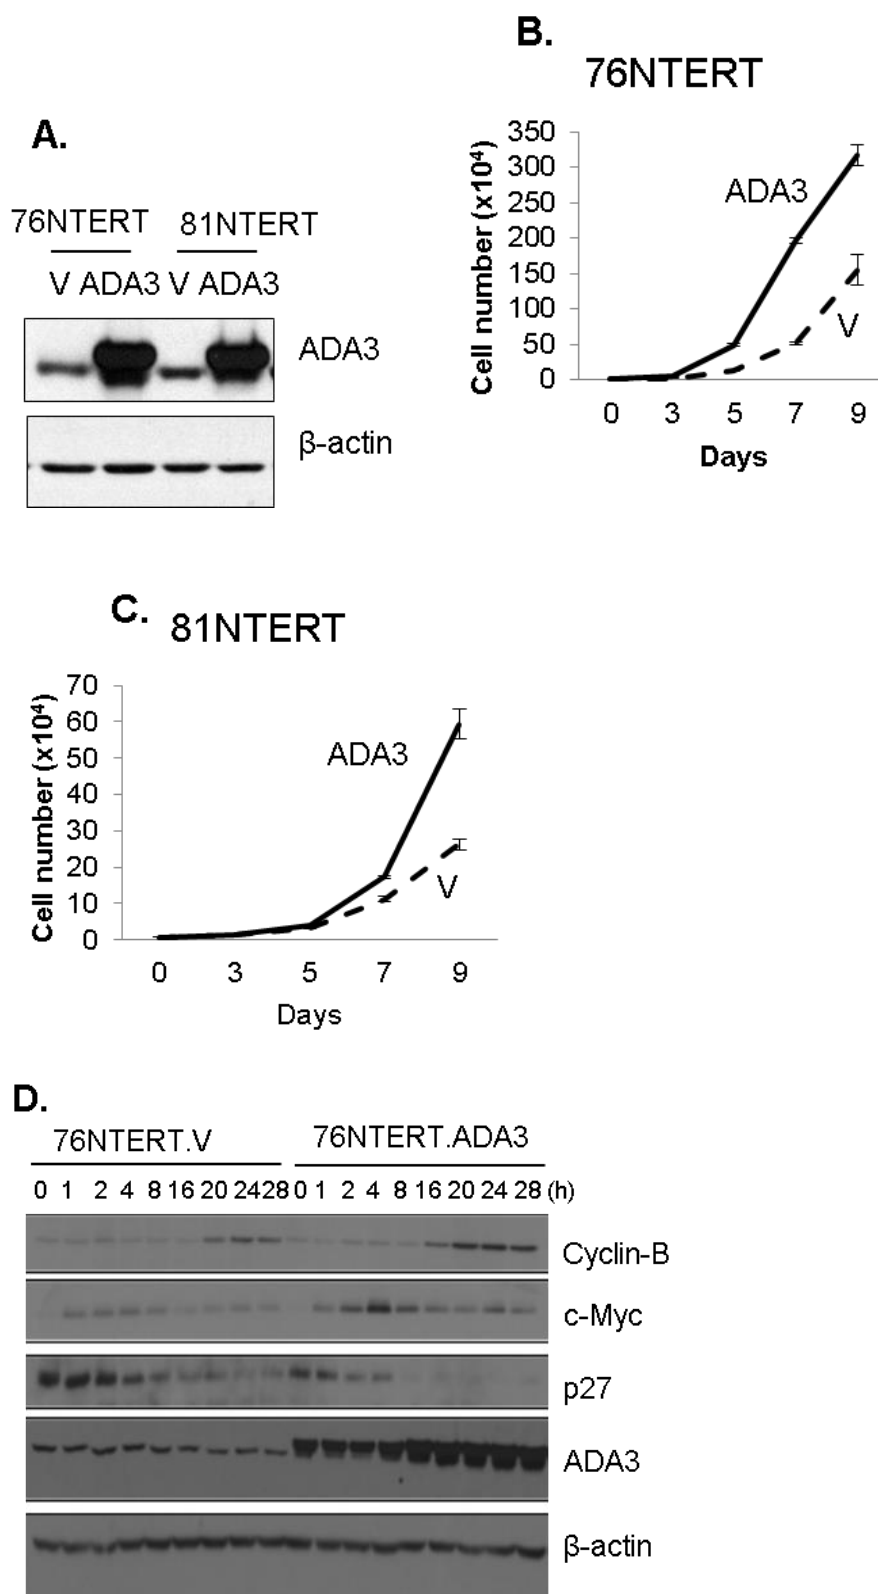 A.
76NTERT 81NTERT
V ADA3 V ADA3
ADA3
β-actin
B.
76NTERT
Cell number (x10⁴)
350
300
250
200
150
100
50
0
ADA3
V
0 3 5 7 9
Days
C. 81NTERT
Cell number (x10⁴)
70
60
50
40
30
20
10
0
ADA3
V
0 3 5 7 9
Days
D.
76NTERT.V 76NTERT.ADA3
0 1 2 4 8 16 20 24 28 0 1 2 4 8 16 20 24 28 (h)
Cyclin-B
c-Myc
p27
ADA3
β-actin